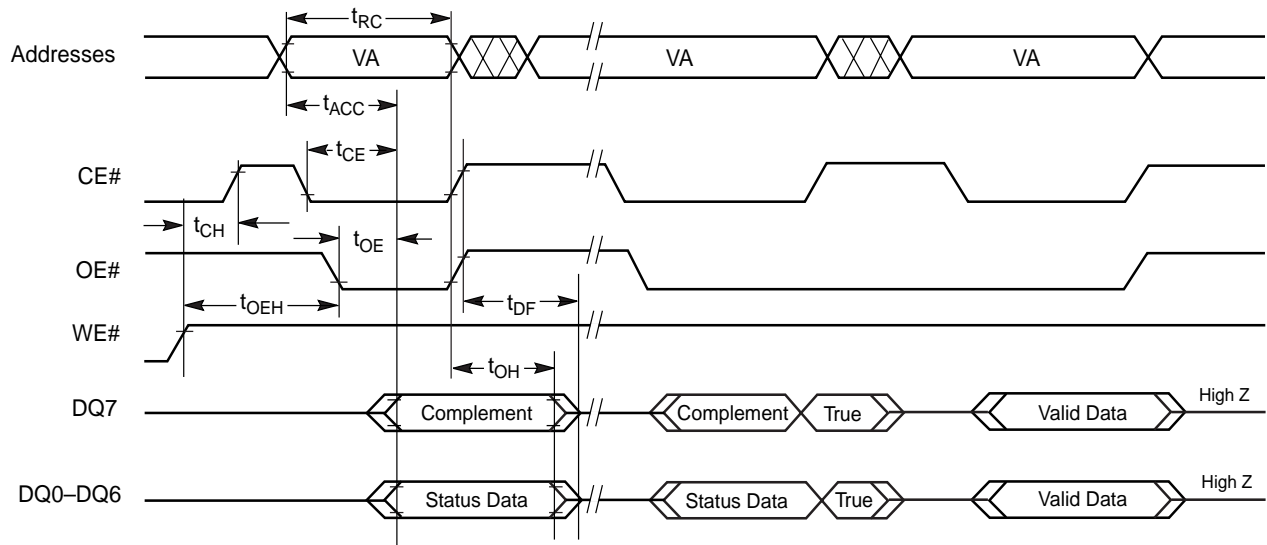 tRC
Addresses VA VA VA
tACC
tCE
CE#
tCH tOE
OE#
tOEH tDF
WE#
tOH
DQ7 Complement Complement True Valid Data High Z
DQ0–DQ6 Status Data Status Data True Valid Data High Z